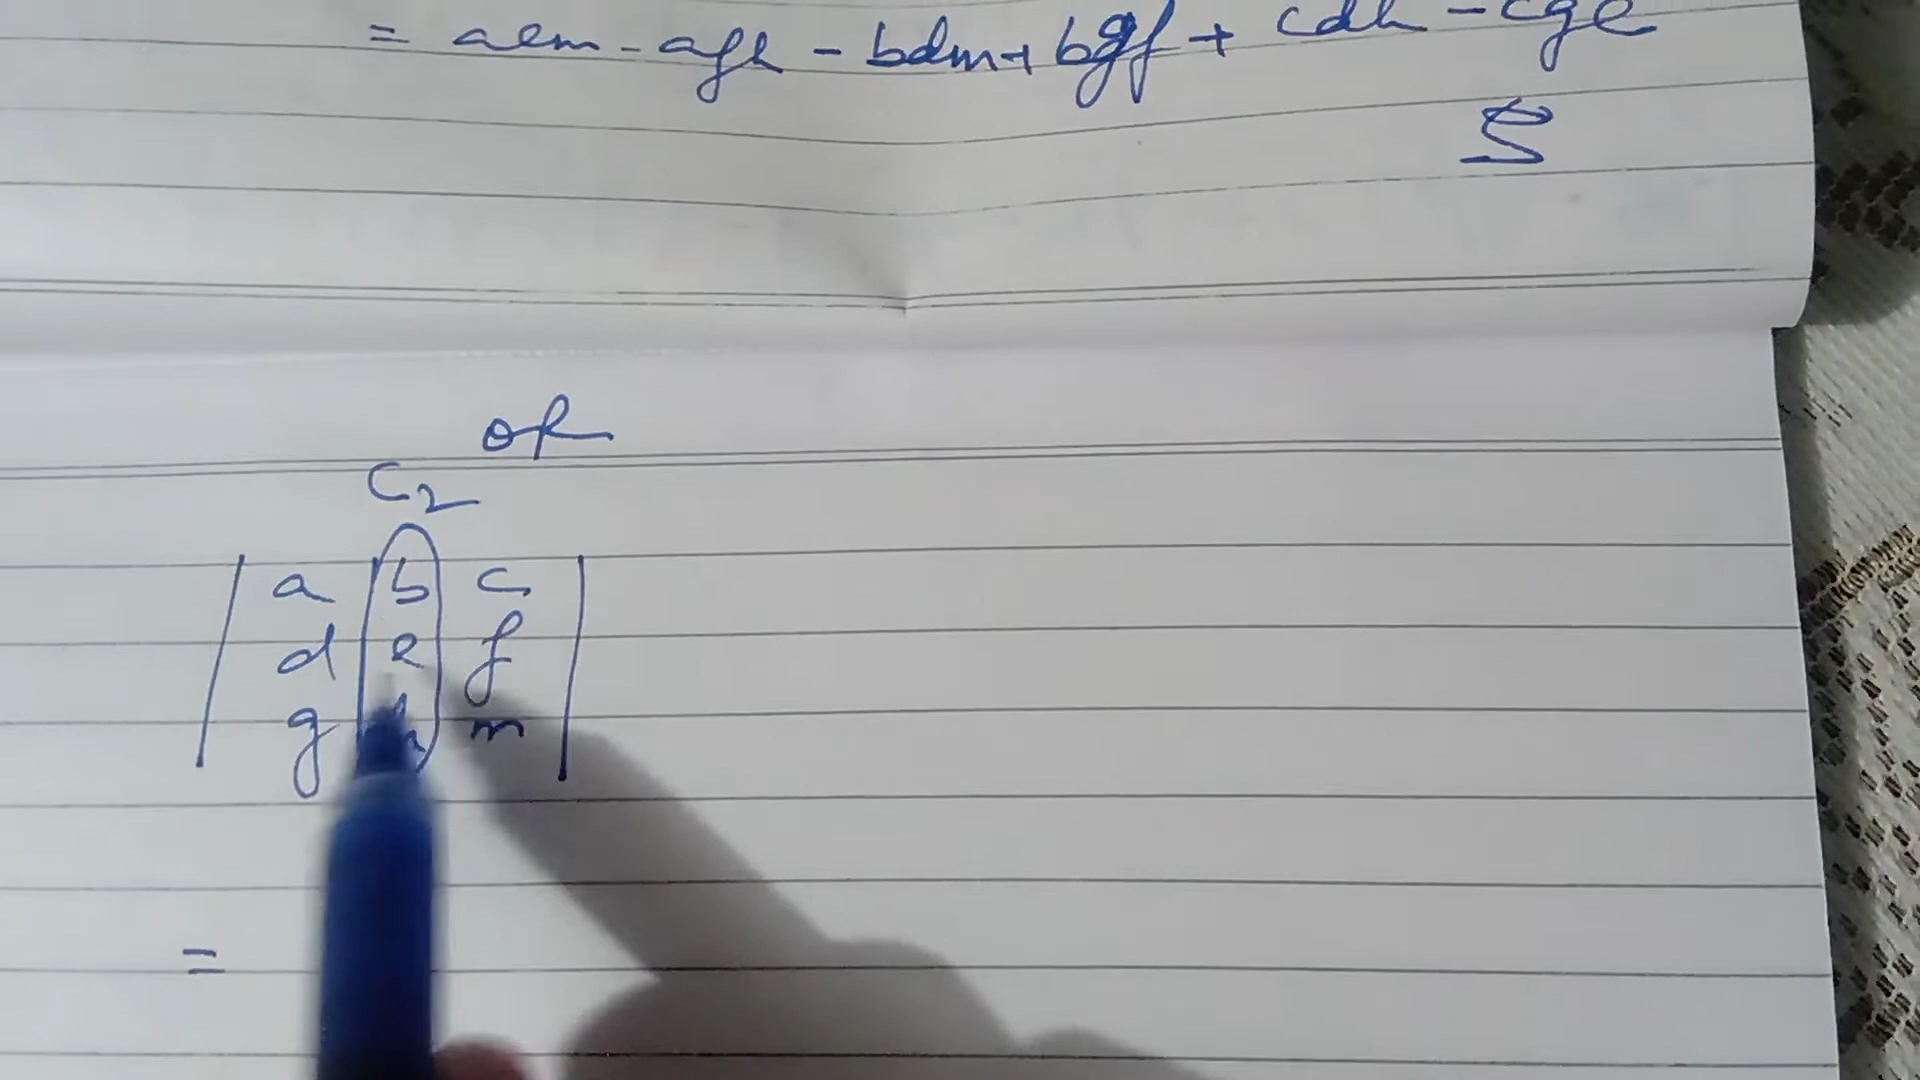 = aem - afh - bdm + bgf + cdh - cge
or
C2
| a b c |
| d e f |
| g h m |
=